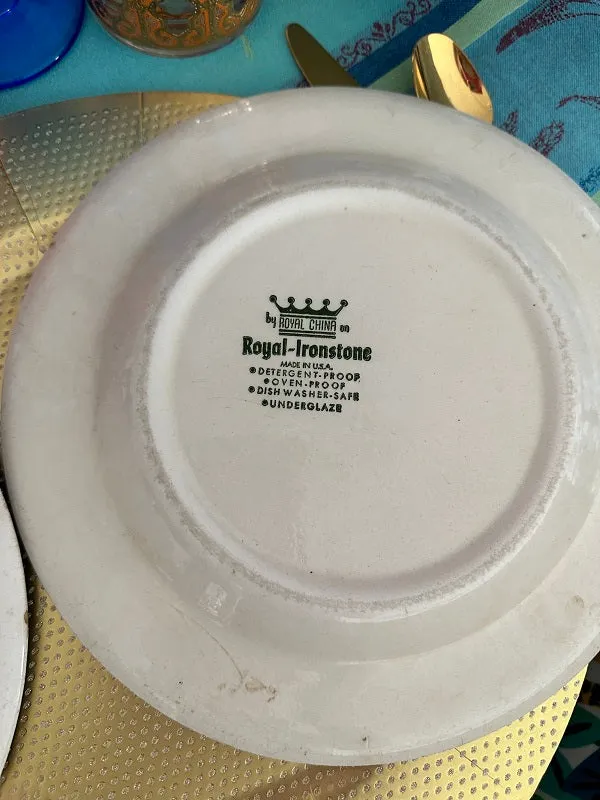 by ROYAL CHINA on
Royal-Ironstone
MADE IN U.S.A.
DETERGENT-PROOF
OVEN-PROOF
DISH WASHER-SAFE
UNDERGLAZE